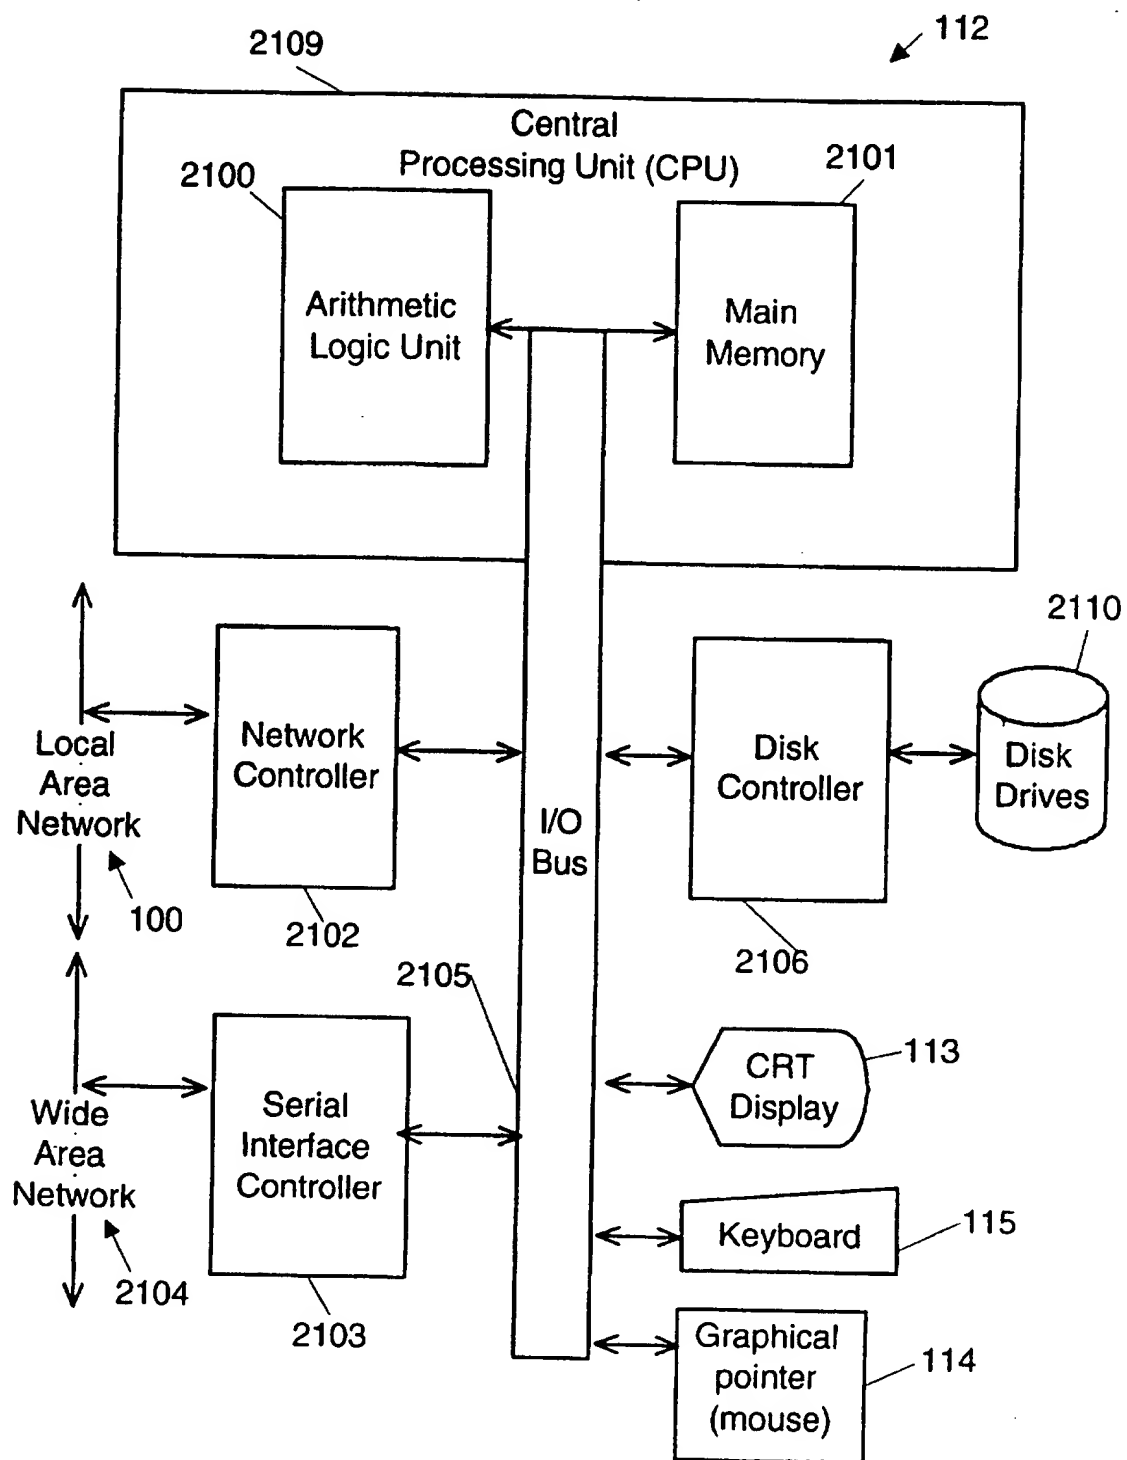 112
2109
Central
Processing Unit (CPU)
2100
2101
Arithmetic
Logic Unit
Main
Memory
2110
Local
Area
Network
100
Network
Controller
2102
I/O
Bus
Disk
Controller
2106
Disk
Drives
2105
Wide
Area
Network
2104
Serial
Interface
Controller
2103
CRT
Display
113
Keyboard
115
Graphical
pointer
(mouse)
114